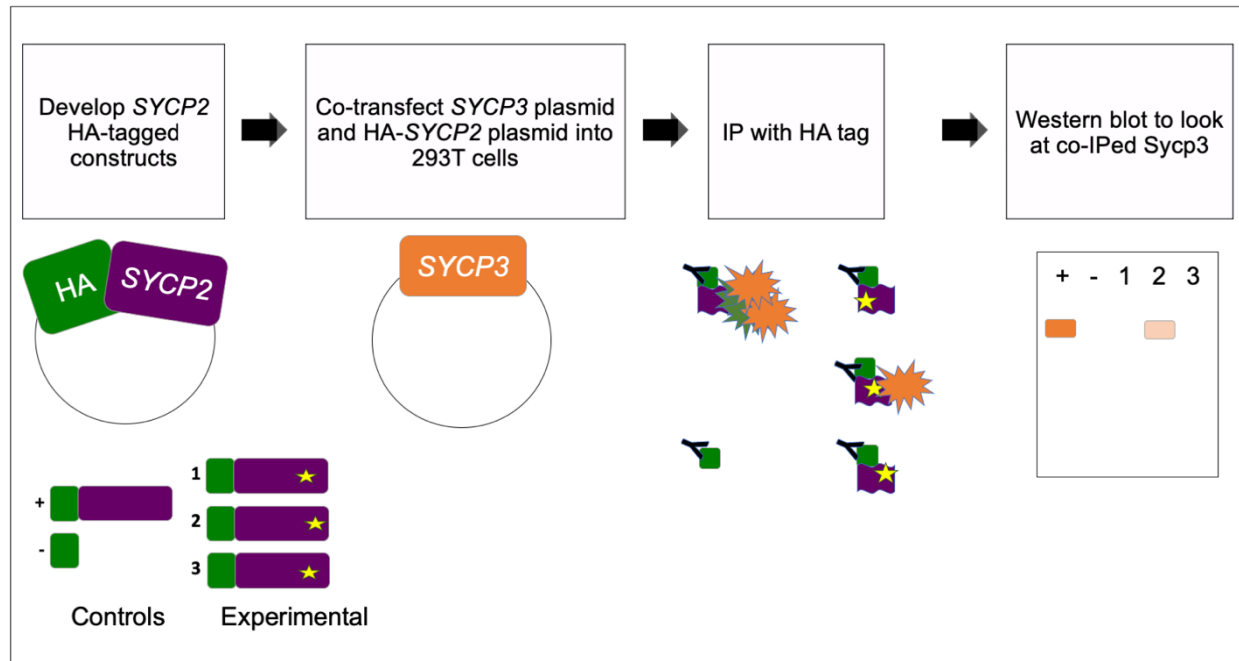 Develop SYCP2
HA-tagged
constructs
Co-transfect SYCP3 plasmid
and HA-SYCP2 plasmid into
293T cells
IP with HA tag
Western blot to look
at co-IPed Sycp3
HA
SYCP2
SYCP3
+ - 1 2 3
+
-
1
2
3
Controls
Experimental